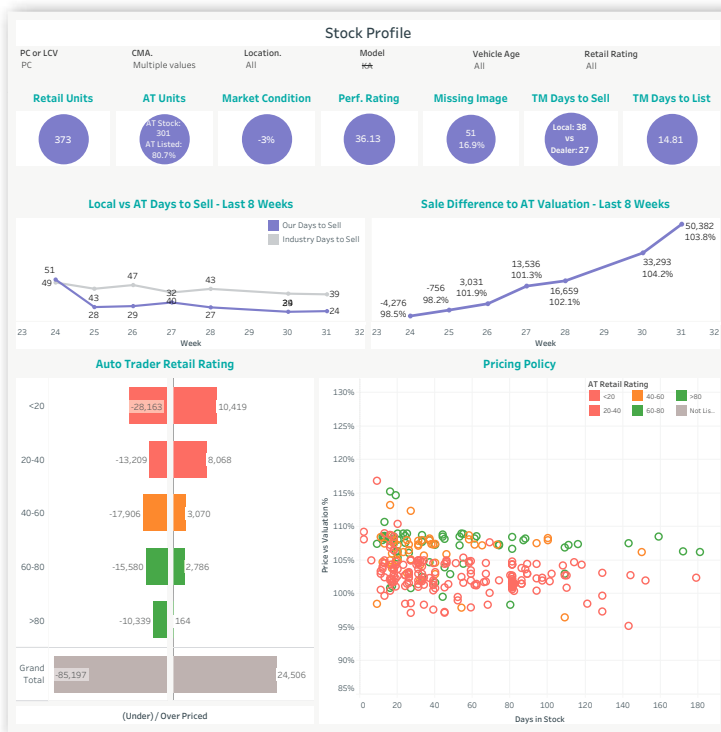 Stock Profile
PC or LCV CMA. Location. Model Vehicle Age Retail Rating
PC Multiple values All KA All All
Retail Units AT Units Market Condition Perf. Rating Missing Image TM Days to Sell TM Days to List
373
AT Stock:
301
AT Listed:
80.7%
-3%
36.13
51
16.9%
Local: 38
vs
Dealer: 27
14.81
Local vs AT Days to Sell - Last 8 Weeks
Our Days to Sell
Industry Days to Sell
51
49
43
28
47
29
32
40
43
27
39
24
23 24 25 26 27 28 30 31 32
Week
Sale Difference to AT Valuation - Last 8 Weeks
-4,276
98.5%
-756
98.2%
3,031
101.9%
13,536
101.3%
16,659
102.1%
33,293
104.2%
50,382
103.8%
23 24 25 26 27 28 30 31 32
Week
Auto Trader Retail Rating
<20 -28,163 10,419
20-40 -13,209 8,068
40-60 -17,906 3,070
60-80 -15,580 2,786
>80 -10,339 164
Grand
Total
-85,197 24,506
(Under) / Over Priced
Pricing Policy
AT Retail Rating
<20 40-60 >80
20-40 60-80 Not Lis..
Price vs Valuation %
130%
125%
120%
115%
110%
105%
100%
95%
90%
85%
0 20 40 60 80 100 120 140 160 180
Days in Stock